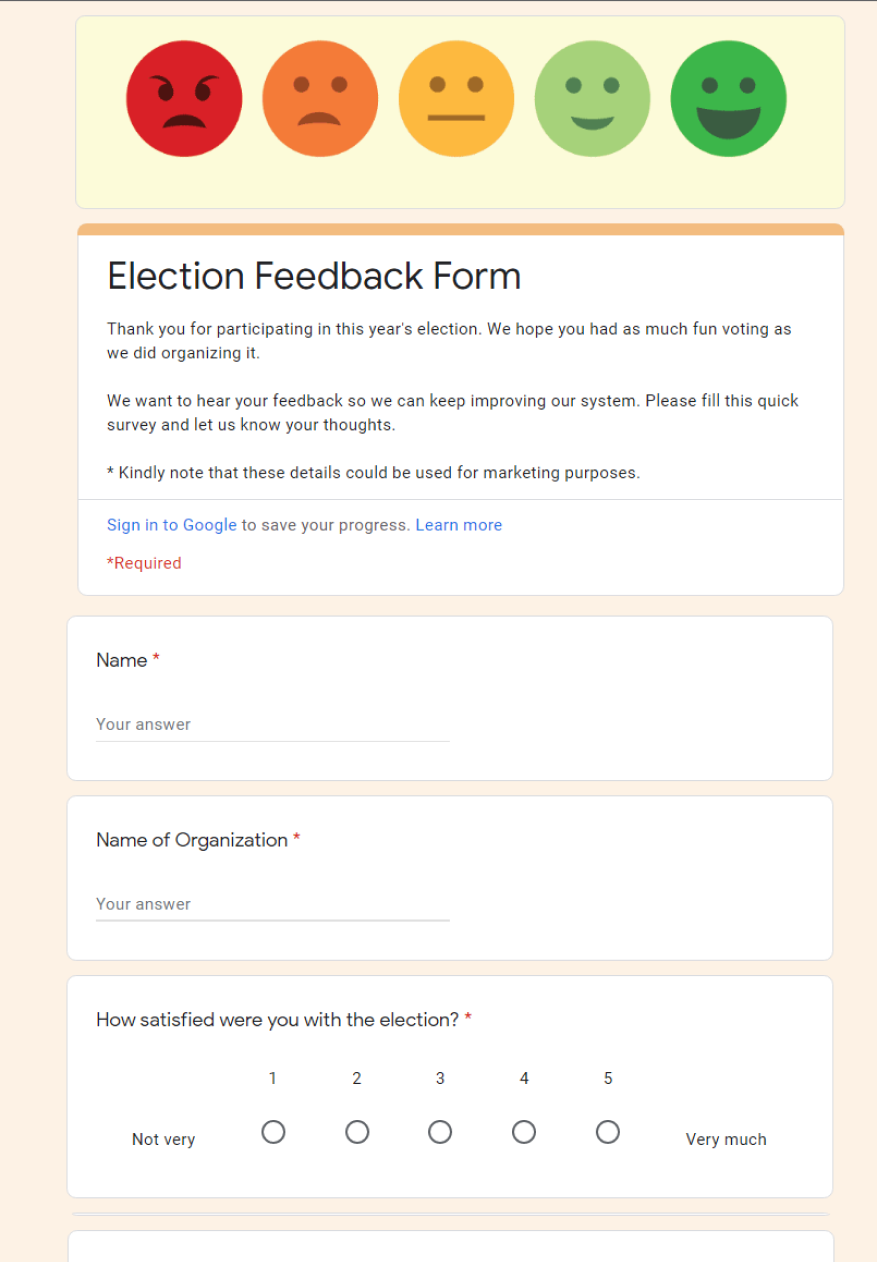 Election Feedback Form
Thank you for participating in this year's election. We hope you had as much fun voting as
we did organizing it.
We want to hear your feedback so we can keep improving our system. Please fill this quick
survey and let us know your thoughts.
* Kindly note that these details could be used for marketing purposes.
Sign in to Google to save your progress. Learn more
*Required
Name *
Your answer
Name of Organization *
Your answer
How satisfied were you with the election? *
1 2 3 4 5
Not very Very much